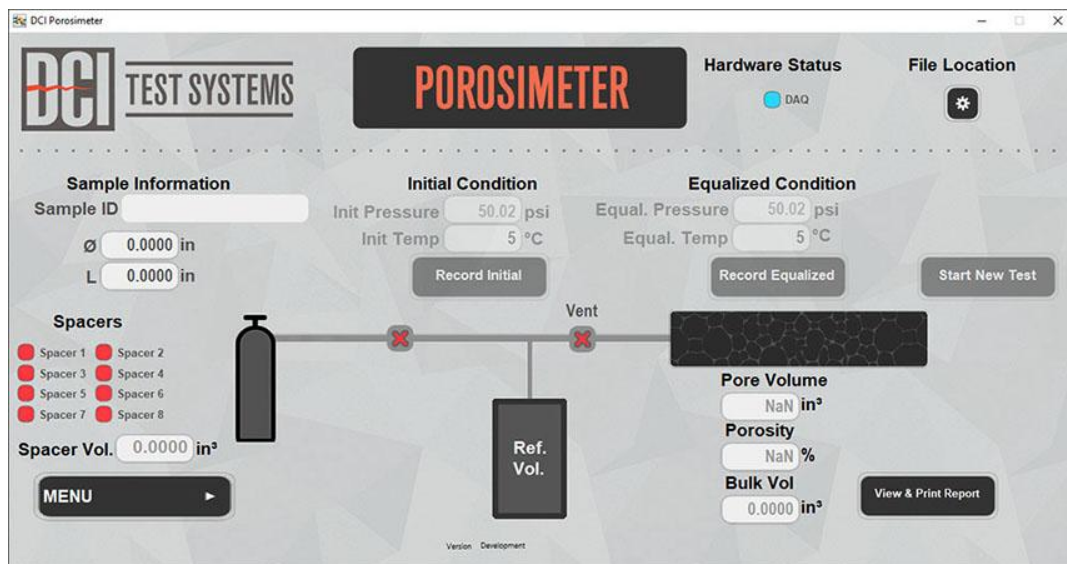 DCI Porosimeter
DCI TEST SYSTEMS
POROSIMETER
Hardware Status
DAQ
File Location
Sample Information
Sample ID
Ø 0.0000 in
L 0.0000 in
Initial Condition
Init Pressure 50.02 psi
Init Temp 5 °C
Record Initial
Equalized Condition
Equal. Pressure 50.02 psi
Equal. Temp 5 °C
Record Equalized
Start New Test
Spacers
Spacer 1 Spacer 2
Spacer 3 Spacer 4
Spacer 5 Spacer 6
Spacer 7 Spacer 8
Spacer Vol. 0.0000 in³
MENU
Vent
Ref.
Vol.
Pore Volume
NaN in³
Porosity
NaN %
Bulk Vol
0.0000 in³
View & Print Report
Version Development